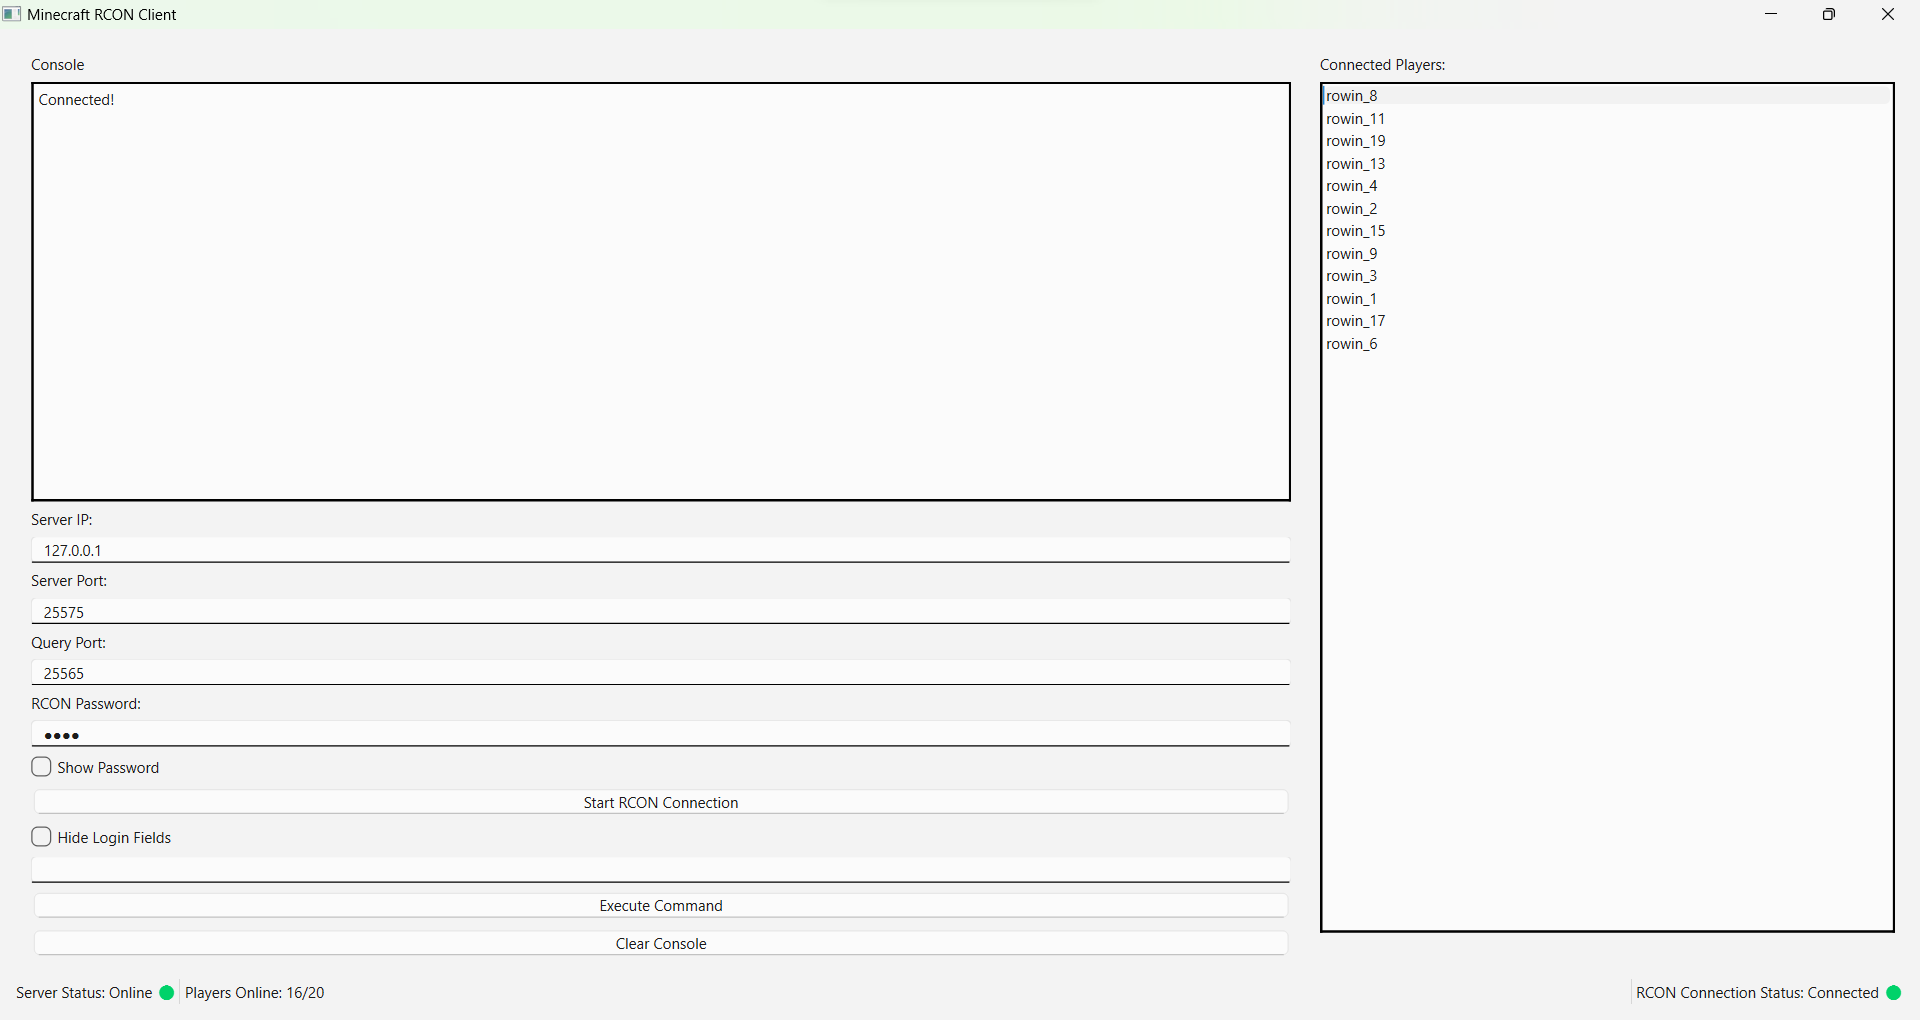 Minecraft RCON Client
Console
Connected!
Server IP:
127.0.0.1
Server Port:
25575
Query Port:
25565
RCON Password:
●●●●
Show Password
Start RCON Connection
Hide Login Fields
Execute Command
Clear Console
Connected Players:
rowin_8
rowin_11
rowin_19
rowin_13
rowin_4
rowin_2
rowin_15
rowin_9
rowin_3
rowin_1
rowin_17
rowin_6
Server Status: Online
Players Online: 16/20
RCON Connection Status: Connected